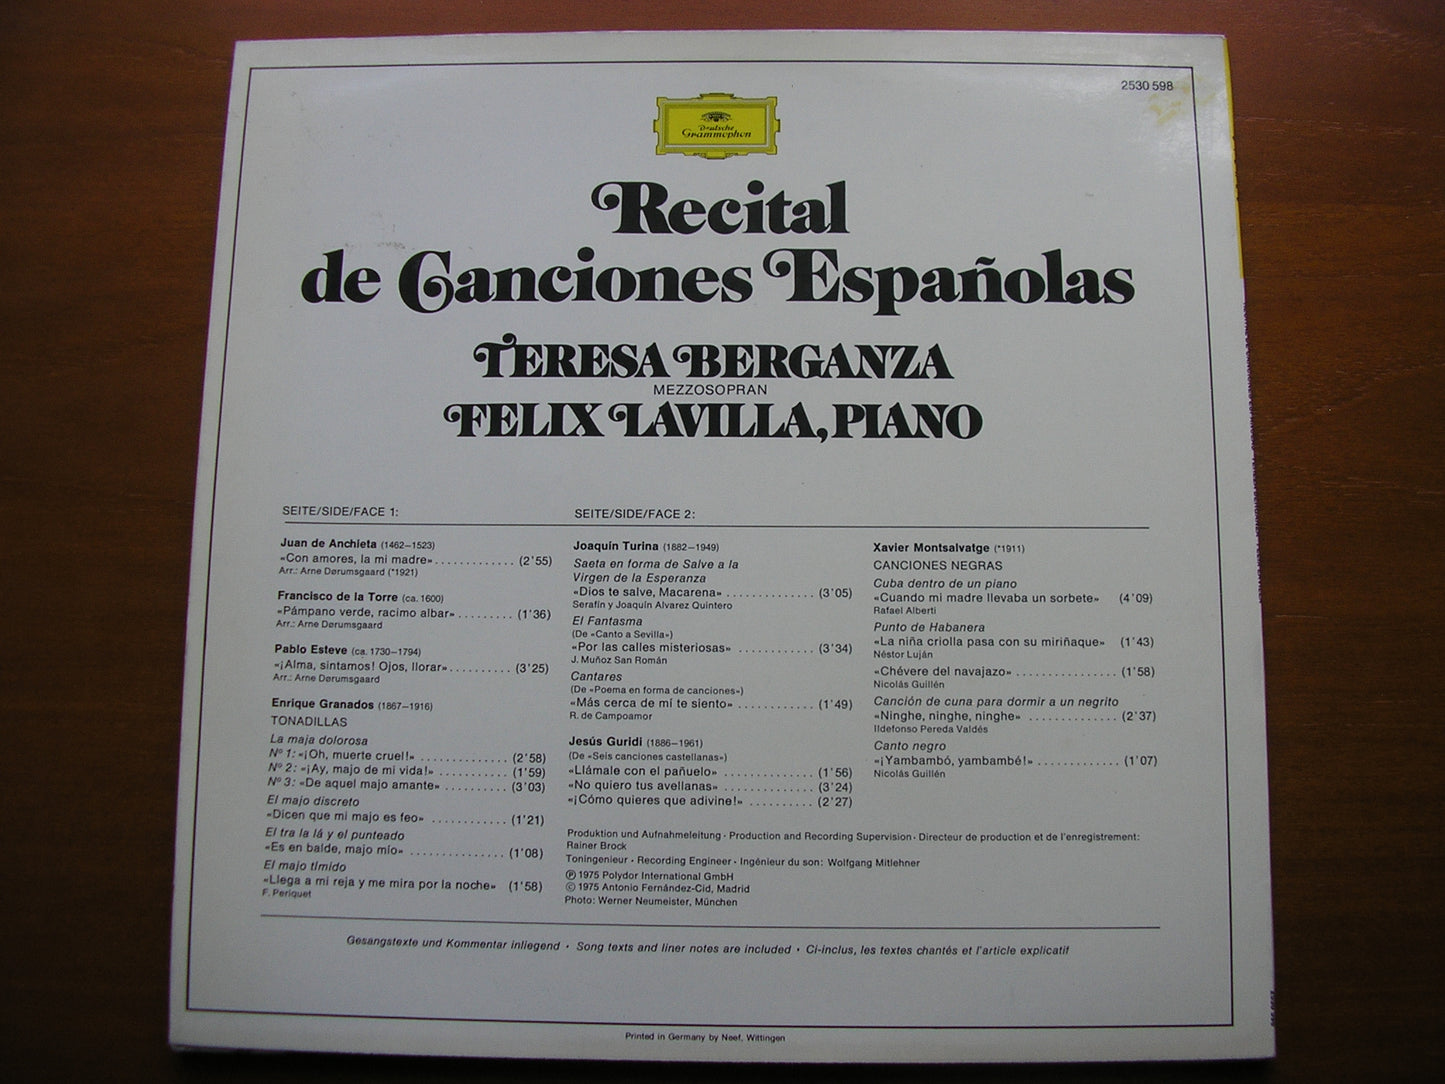 2530 598
Deutsche
Grammophon
Recital
de Canciones Españolas
TERESA BERGANZA
MEZZOSOPRAN
FELIX LAVILLA, PIANO
SEITE/SIDE/FACE 1:
Juan de Anchieta (1462–1523)
«Con amores, la mi madre» . . . . . . . . . . . . (2'55)
Arr.: Arne Dørumsgaard (*1921)
Francisco de la Torre (ca. 1600)
«Pámpano verde, racimo albar» . . . . . . . . . (1'36)
Arr.: Arne Dørumsgaard
Pablo Esteve (ca. 1730–1794)
«¡Alma, sintamos! Ojos, llorar» . . . . . . . . . . (3'25)
Arr.: Arne Dørumsgaard
Enrique Granados (1867–1916)
TONADILLAS
La maja dolorosa
Nº 1: «¡Oh, muerte cruel!» . . . . . . . . . . . . . . (2'58)
Nº 2: «¡Ay, majo de mi vida!» . . . . . . . . . . . (1'59)
Nº 3: «De aquel majo amante» . . . . . . . . . . (3'03)
El majo discreto
«Dicen que mi majo es feo» . . . . . . . . . . . . (1'21)
El tra la lá y el punteado
«Es en balde, majo mío» . . . . . . . . . . . . . . . (1'08)
El majo tímido
«Llega a mi reja y me mira por la noche» (1'58)
F. Periquet
SEITE/SIDE/FACE 2:
Joaquín Turina (1882–1949)
Saeta en forma de Salve a la
Virgen de la Esperanza
«Dios te salve, Macarena» . . . . . . . . . . . . . . (3'05)
Serafín y Joaquín Alvarez Quintero
El Fantasma
(De «Canto a Sevilla»)
«Por las calles misteriosas» . . . . . . . . . . . . (3'34)
J. Muñoz San Román
Cantares
(De «Poema en forma de canciones»)
«Más cerca de mí te siento» . . . . . . . . . . . . (1'49)
R. de Campoamor
Jesús Guridi (1886–1961)
(De «Seis canciones castellanas»)
«Llámale con el pañuelo» . . . . . . . . . . . . . . (1'56)
«No quiero tus avellanas» . . . . . . . . . . . . . . (3'24)
«¡Cómo quieres que adivine!» . . . . . . . . . . (2'27)
Xavier Montsalvatge (*1911)
CANCIONES NEGRAS
Cuba dentro de un piano
«Cuando mi madre llevaba un sorbete» (4'09)
Rafael Alberti
Punto de Habanera
«La niña criolla pasa con su miriñaque» (1'43)
Néstor Luján
«Chévere del navajazo» . . . . . . . . . . . . . . . . (1'58)
Nicolás Guillén
Canción de cuna para dormir a un negrito
«Ninghe, ninghe, ninghe» . . . . . . . . . . . . . . (2'37)
Ildefonso Pereda Valdés
Canto negro
«¡Yambambó, yambambé!» . . . . . . . . . . . . . (1'07)
Nicolás Guillén
Produktion und Aufnahmeleitung · Production and Recording Supervision · Directeur de production et de l'enregistrement:
Rainer Brock
Toningenieur · Recording Engineer · Ingénieur du son: Wolfgang Mitlehner
℗ 1975 Polydor International GmbH
© 1975 Antonio Fernández-Cid, Madrid
Photo: Werner Neumeister, München
Gesangstexte und Kommentar inliegend · Song texts and liner notes are included · Ci-inclus, les textes chantés et l'article explicatif
Printed in Germany by Neef, Wittingen